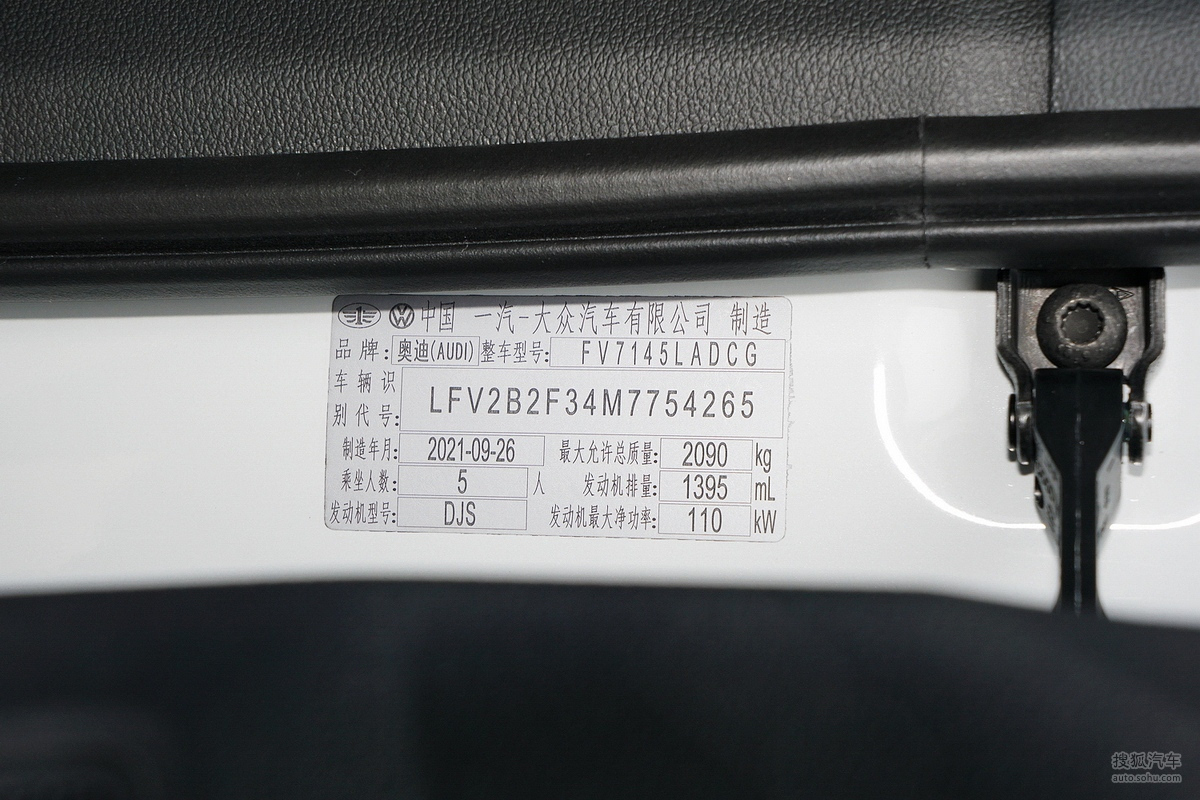 中国 一汽-大众汽车有限公司 制造
品牌: 奥迪(AUDI) 整车型号: FV7145LADCG
车辆识别代号: LFV2B2F34M7754265
制造年月: 2021-09-26 最大允许总质量: 2090 kg
乘坐人数: 5 人 发动机排量: 1395 mL
发动机型号: DJS 发动机最大净功率: 110 kW
搜狐汽车
auto.sohu.com